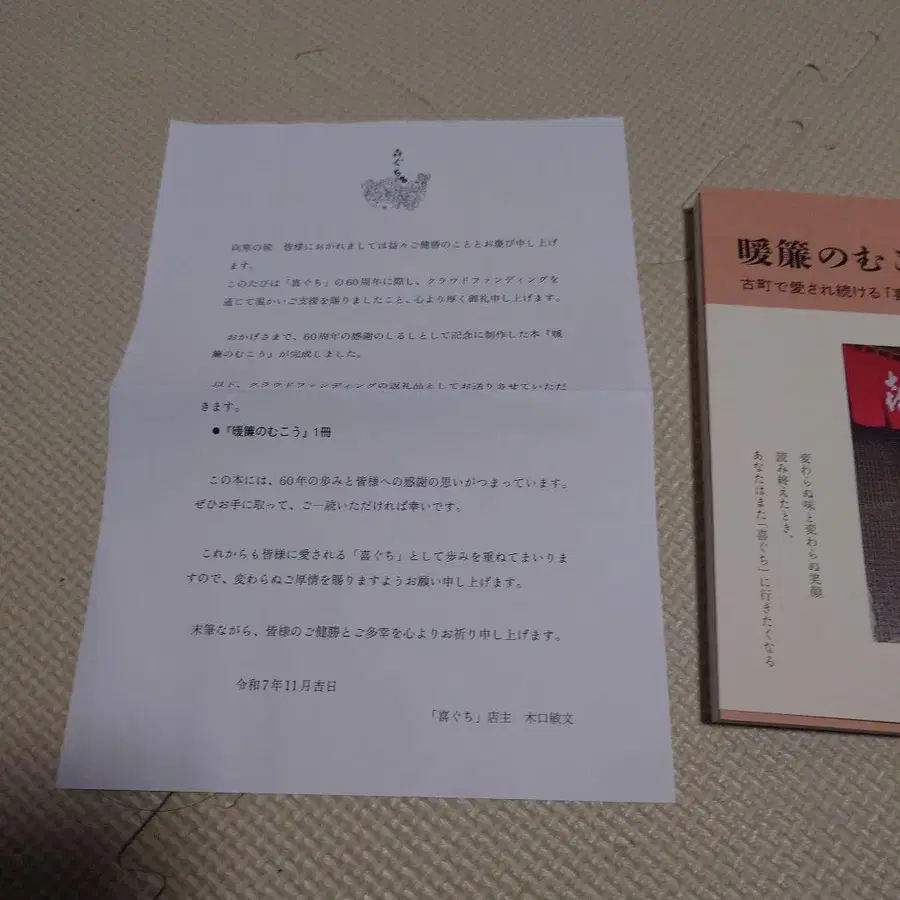 喜ぐち
向寒の候　皆様におかれましては益々ご健勝のこととお慶び申し上げ
ます。
このたびは「喜ぐち」の60周年に際し、クラウドファンディングを
通じて温かいご支援を賜りましたこと、心より厚く御礼申し上げます。
おかげさまで、60周年の感謝のしるしとして記念に制作した本『暖
簾のむこう』が完成しました。
以下、クラウドファンディングの返礼品としてお送りさせていただ
きます。
●『暖簾のむこう』1冊
この本には、60年の歩みと皆様への感謝の思いがつまっています。
ぜひお手に取って、ご一読いただければ幸いです。
これからも皆様に愛される「喜ぐち」として歩みを重ねてまいりま
すので、変わらぬご厚情を賜りますようお願い申し上げます。
末筆ながら、皆様のご健勝とご多幸を心よりお祈り申し上げます。
令和7年11月吉日
「喜ぐち」店主　木口敏文
暖簾のむこ
古町で愛され続ける「喜
変わらぬ味と変わらぬ笑顔
読み終えたとき、
あなたはまた「喜ぐち」に行きたくなる